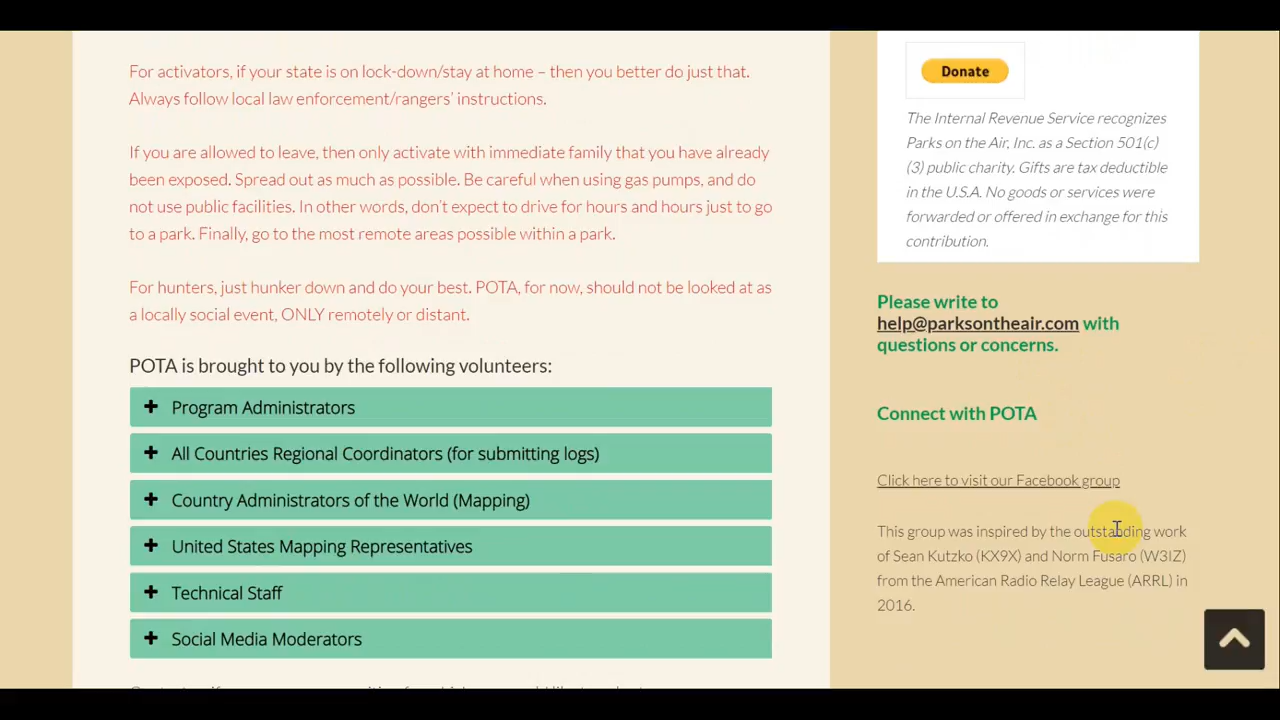 For activators, if your state is on lock-down/stay at home – then you better do just that.
Always follow local law enforcement/rangers' instructions.
If you are allowed to leave, then only activate with immediate family that you have already
been exposed. Spread out as much as possible. Be careful when using gas pumps, and do
not use public facilities. In other words, don't expect to drive for hours and hours just to go
to a park. Finally, go to the most remote areas possible within a park.
For hunters, just hunker down and do your best. POTA, for now, should not be looked at as
a locally social event, ONLY remotely or distant.
POTA is brought to you by the following volunteers:
Program Administrators
All Countries Regional Coordinators (for submitting logs)
Country Administrators of the World (Mapping)
United States Mapping Representatives
Technical Staff
Social Media Moderators
Donate
The Internal Revenue Service recognizes
Parks on the Air, Inc. as a Section 501(c)
(3) public charity. Gifts are tax deductible
in the U.S.A. No goods or services were
forwarded or offered in exchange for this
contribution.
Please write to
help@parksontheair.com with
questions or concerns.
Connect with POTA
Click here to visit our Facebook group
This group was inspired by the outstanding work
of Sean Kutzko (KX9X) and Norm Fusaro (W3IZ)
from the American Radio Relay League (ARRL) in
2016.